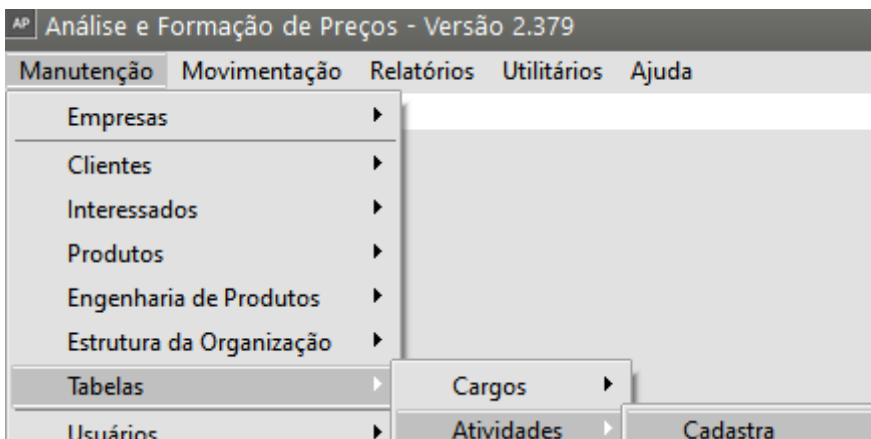 AP Análise e Formação de Preços - Versão 2.379
Manutenção Movimentação Relatórios Utilitários Ajuda
Empresas
Clientes
Interessados
Produtos
Engenharia de Produtos
Estrutura da Organização
Tabelas Cargos
Usuários Atividades Cadastra